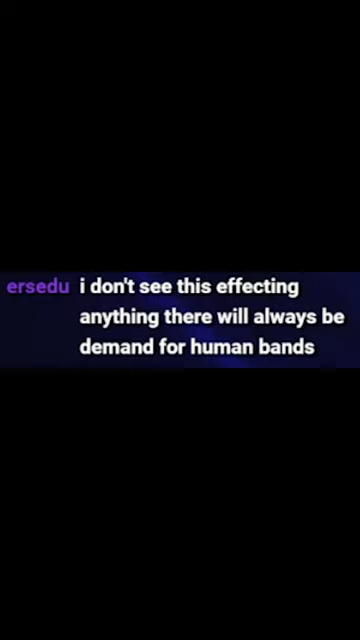 ersedu i don't see this effecting
anything there will always be
demand for human bands